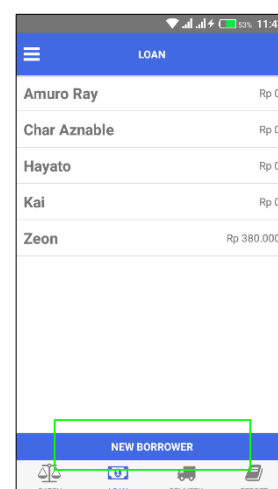 53% 11:4
LOAN
Amuro Ray Rp 0
Char Aznable Rp 0
Hayato Rp 0
Kai Rp 0
Zeon Rp 380.000
NEW BORROWER